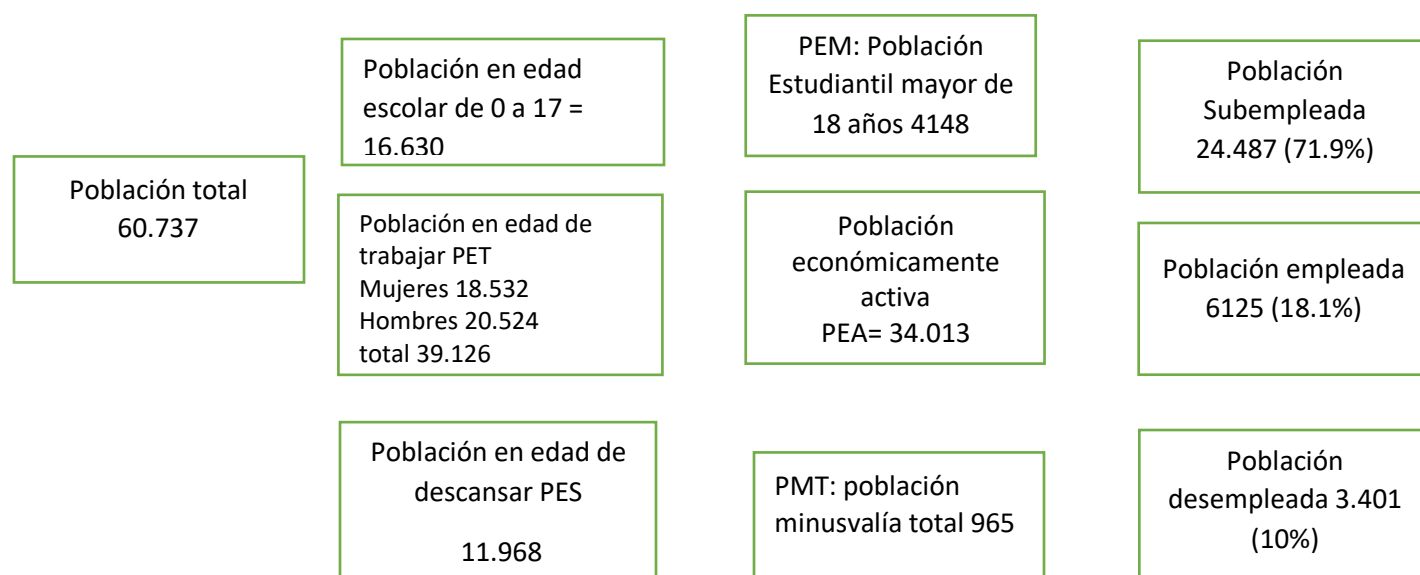 Población total
60.737
Población en edad
escolar de 0 a 17 =
16.630
Población en edad de
trabajar PET
Mujeres 18.532
Hombres 20.524
total 39.126
Población en edad de
descansar PES
11.968
PEM: Población
Estudiantil mayor de
18 años 4148
Población
económicamente
activa
PEA= 34.013
PMT: población
minusvalía total 965
Población
Subempleada
24.487 (71.9%)
Población empleada
6125 (18.1%)
Población
desempleada 3.401
(10%)